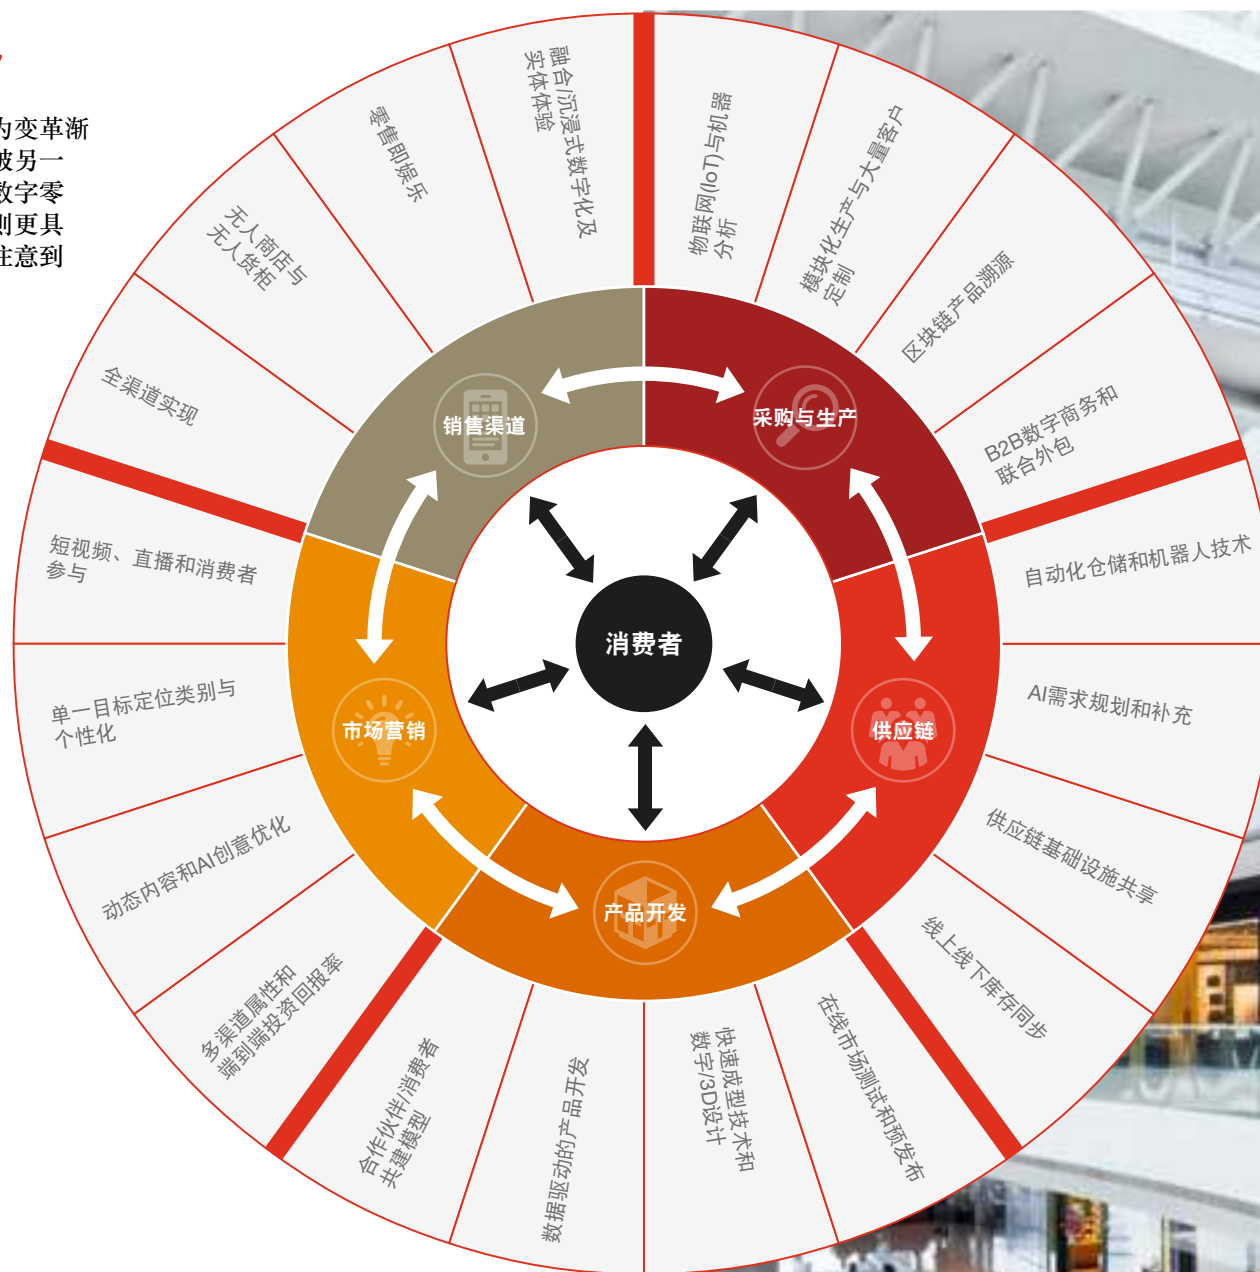 为变革渐
被另一
数字零
则更具
注意到
融合/沉浸式数字化及
实体体验
零售即娱乐
无人商店与
无人货柜
全渠道实现
物联网(IoT)与机器
分析
模块化生产与大量客户
定制
区块链产品溯源
B2B数字商务和
联合外包
自动化仓储和机器人技术
AI需求规划和补充
供应链基础设施共享
线上线下库存同步
在线市场测试和预发布
快速成型技术和
数字/3D设计
数据驱动的产品开发
合作伙伴/消费者
共建模型
多渠道属性和
端到端投资回报率
动态内容和AI创意优化
单一目标定位类别与
个性化
短视频、直播和消费者
参与
销售渠道
采购与生产
供应链
产品开发
市场营销
消费者